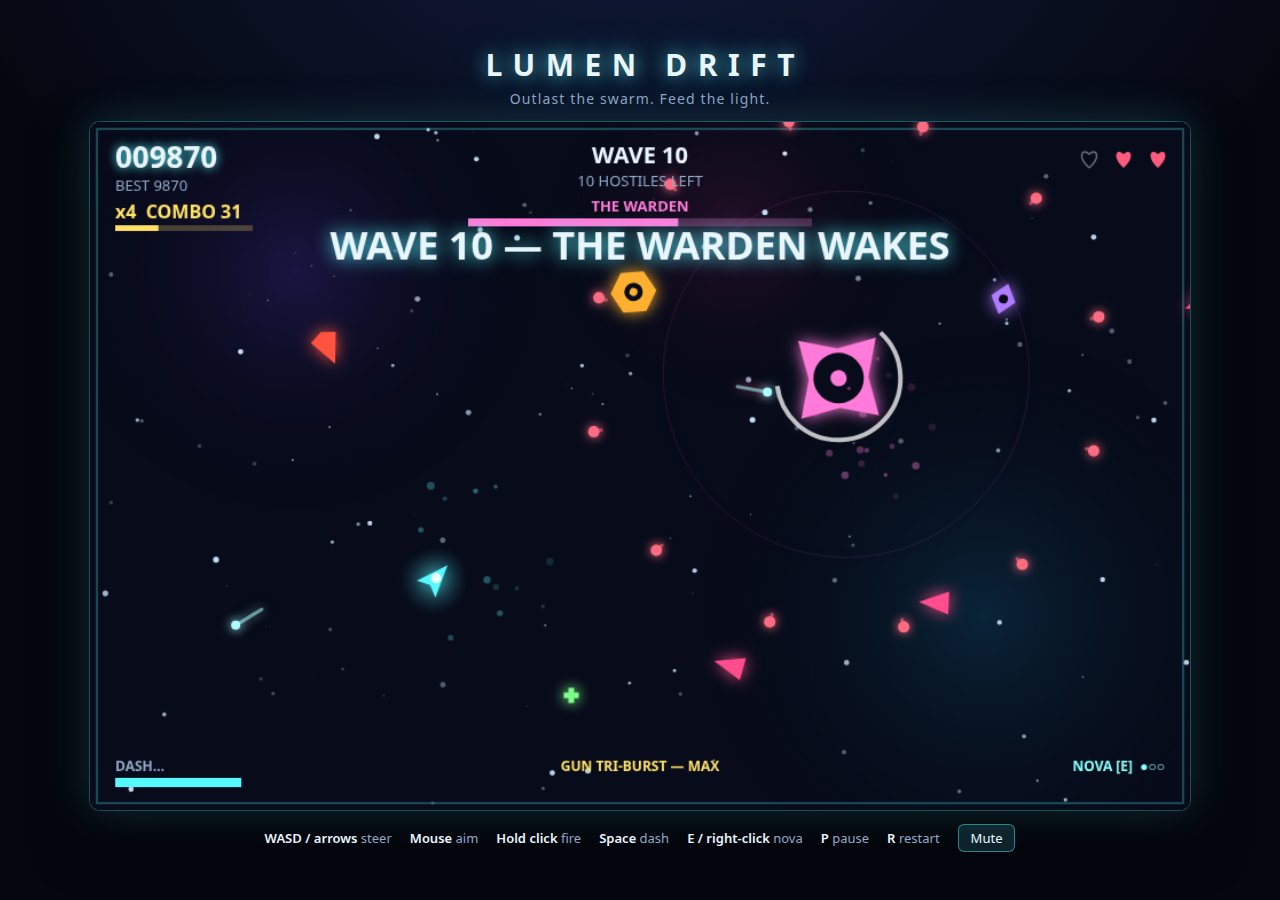 LUMEN DRIFT
Outlast the swarm. Feed the light.
009870
BEST 9870
x4 COMBO 31
WAVE 10
10 HOSTILES LEFT
THE WARDEN
WAVE 10 — THE WARDEN WAKES
DASH...
GUN TRI-BURST — MAX
NOVA [E] ●○○
WASD / arrows steer Mouse aim Hold click fire Space dash E / right-click nova P pause R restart Mute